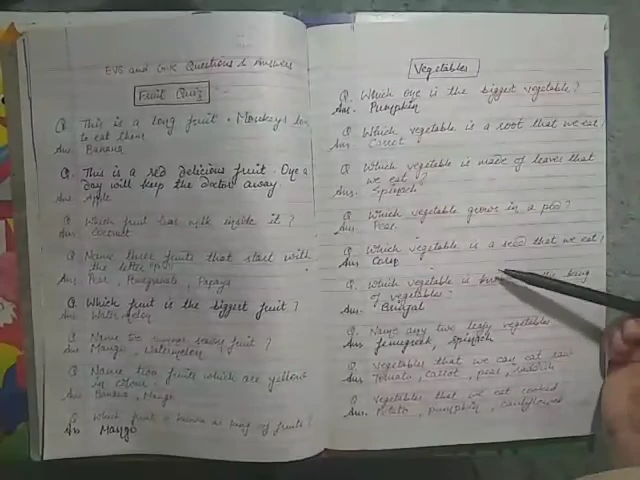 EVS and GK Questions & Answers
Fruit Quiz
Q This is a long fruit. Monkeys
to eat them
Ans Banana
Q. This is a red delicious fruit. One a
day will keep the doctor away
Ans Apple
Q Which fruit has milk inside it?
Ans Coconut
Q Name three fruits that start with
the letter
Ans. Pear, Pomegranate, Papaya
Q Which fruit is the biggest fruit?
Ans Watermelon
Q Name two fruit?
Ans Mango, Watermelon
Q Name two fruits which are yellow
in colour.
Ans Banana, Mango
Q Which fruit is known as king of fruits?
Ans Mango
Vegetables
Q. Which one is the biggest vegetable?
Ans. Pumpkin
Q. Which vegetable is a root that we eat?
Ans. Carrot
Q Which vegetable is made of leaves that
we eat?
Ans. Spinach
Q Which vegetable grows in a pod?
Ans. Peas
Q Which vegetable is a seed that we eat?
Ans Corn
Q. Which vegetable is king
of vegetables
Ans. Bringal
Q. Name any two leafy vegetables
Ans fenugreek, Spinach
Q. Vegetables that we can eat raw
Ans Tomato, carrot, peas, radish
Q vegetables that we eat cooked
Ans. Potato, pumpkin, cauliflower